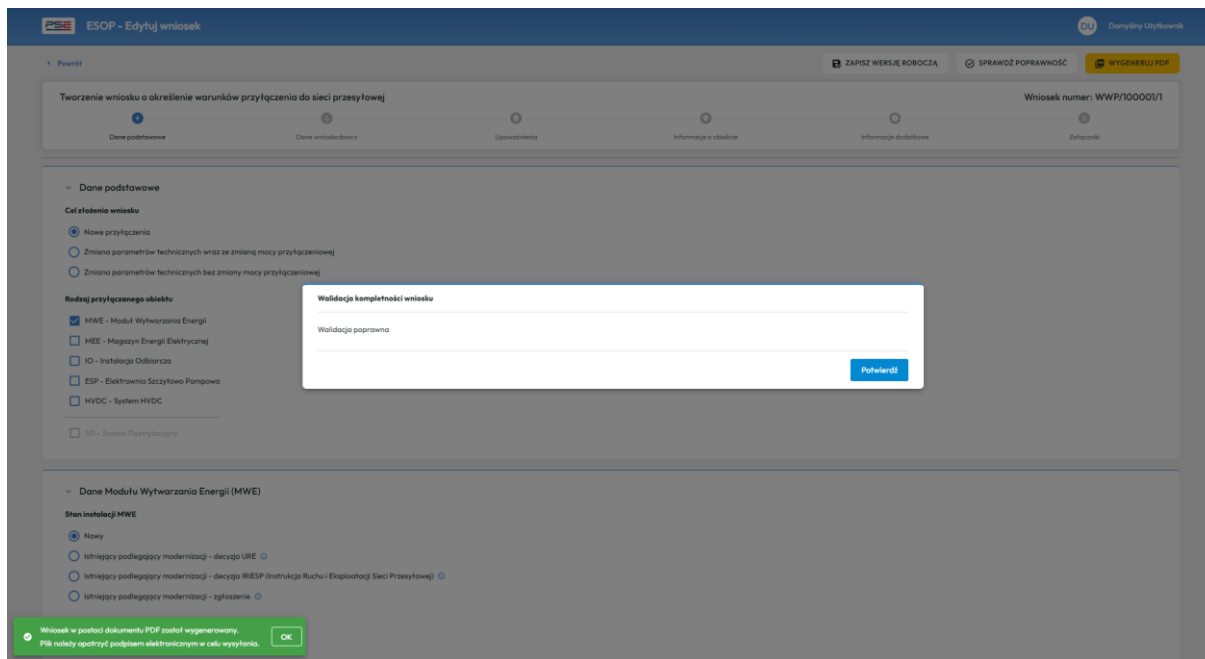 PSE ESOP - Edytuj wniosek DU Domyślny Użytkownik
Powrót ZAPISZ WERSJĘ ROBOCZĄ SPRAWDŹ POPRAWNOŚĆ WYGENERUJ PDF
Tworzenie wniosku o określenie warunków przyłączenia do sieci przesyłowej Wniosek numer: WWP/100001/1
Dane podstawowe Dane wnioskodawcy Upoważnienia Informacje o obiekcie Informacje dodatkowe Załączniki
Dane podstawowe
Cel złożenia wniosku
Nowe przyłączenia
Zmiana parametrów technicznych wraz ze zmianą mocy przyłączeniowej
Zmiana parametrów technicznych bez zmiany mocy przyłączeniowej
Rodzaj przyłączanego obiektu
MWE - Moduł Wytwarzania Energii
MEE - Magazyn Energii Elektrycznej
IO - Instalacja Odbiorcza
ESP - Elektrownia Szczytowo Pompowa
HVDC - System HVDC
SD - System Dystrybucyjny
Walidacja kompletności wniosku
Walidacja poprawna
Potwierdź
Dane Modułu Wytwarzania Energii (MWE)
Stan instalacji MWE
Nowy
Istniejący podlegający modernizacji - decyzja URE
Istniejący podlegający modernizacji - decyzja IRiESP (Instrukcja Ruchu i Eksploatacji Sieci Przesyłowej)
Istniejący podlegający modernizacji - zgłoszenie
Wniosek w postaci dokumentu PDF został wygenerowany.
Plik należy opatrzyć podpisem elektronicznym w celu wysyłania. OK